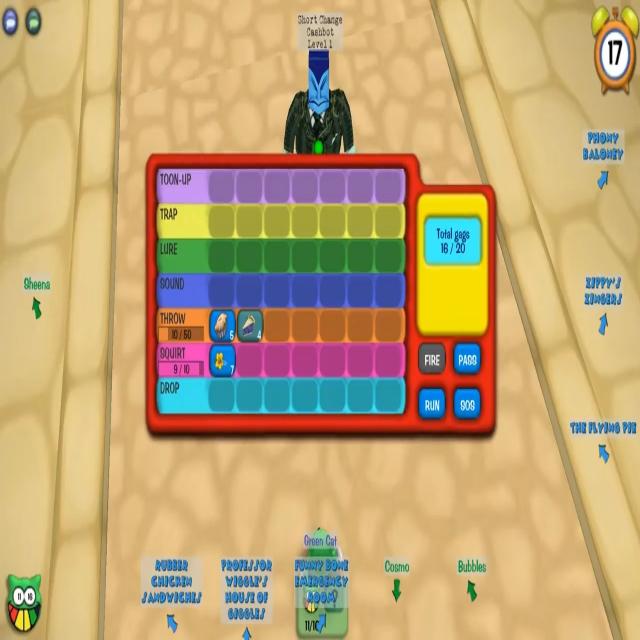 Short Change
Cashbot
Level 1
17
PHONY
BALONEY
TOON-UP
TRAP
LURE
SOUND
THROW
10 / 50
5
4
SQUIRT
9 / 10
7
DROP
Total gags
16 / 20
FIRE
PASS
RUN
SOS
Sheena
ZIPPY'S
ZINGERS
THE FLYING PIE
Green Cat
RUBBER
CHICKEN
SANDWICHES
PROFESSOR
WIGGLE'S
HOUSE OF
GIGGLES
FUNNY BONE
EMERGENCY
ROOM
Cosmo
Bubbles